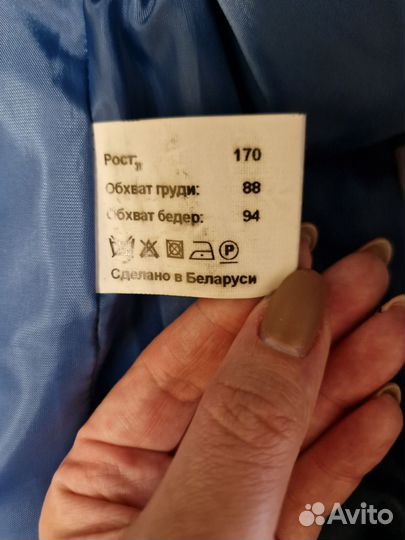 Рост, 170
Обхват груди: 88
Обхват бедер: 94
P
Сделано в Беларуси
Avito